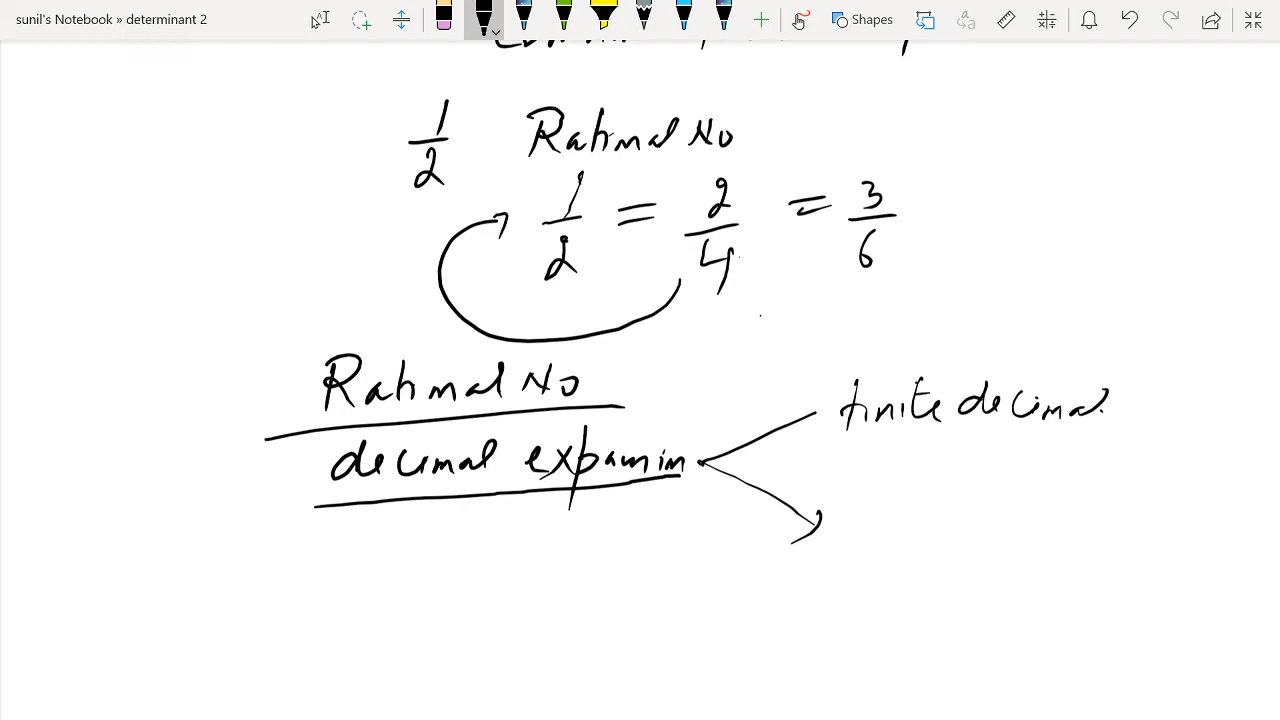 sunil's Notebook » determinant 2
Shapes
1/2 Rational No
1/2 = 2/4 = 3/6
Rational No
finite decimal
decimal expansion